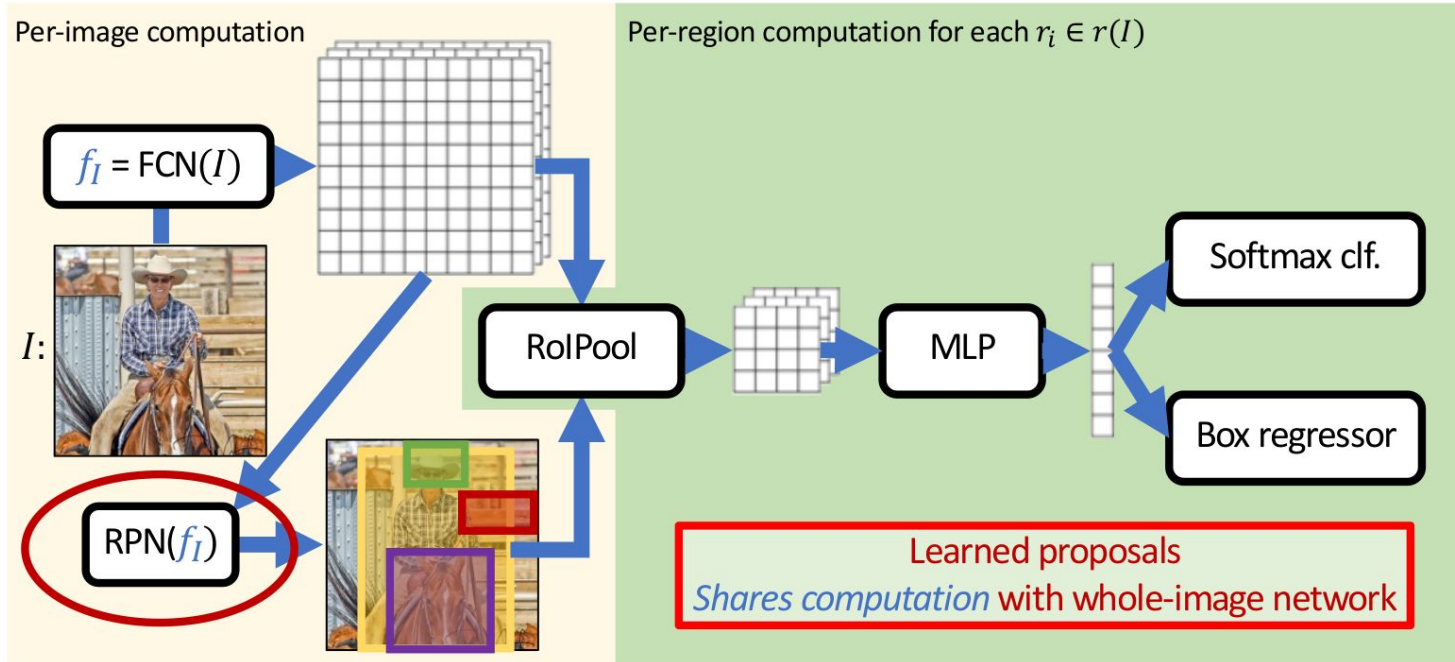 Per-image computation
Per-region computation for each r_i ∈ r(I)
f_I = FCN(I)
I:
RoIPool
MLP
Softmax clf.
Box regressor
RPN(f_I)
Learned proposals
Shares computation with whole-image network